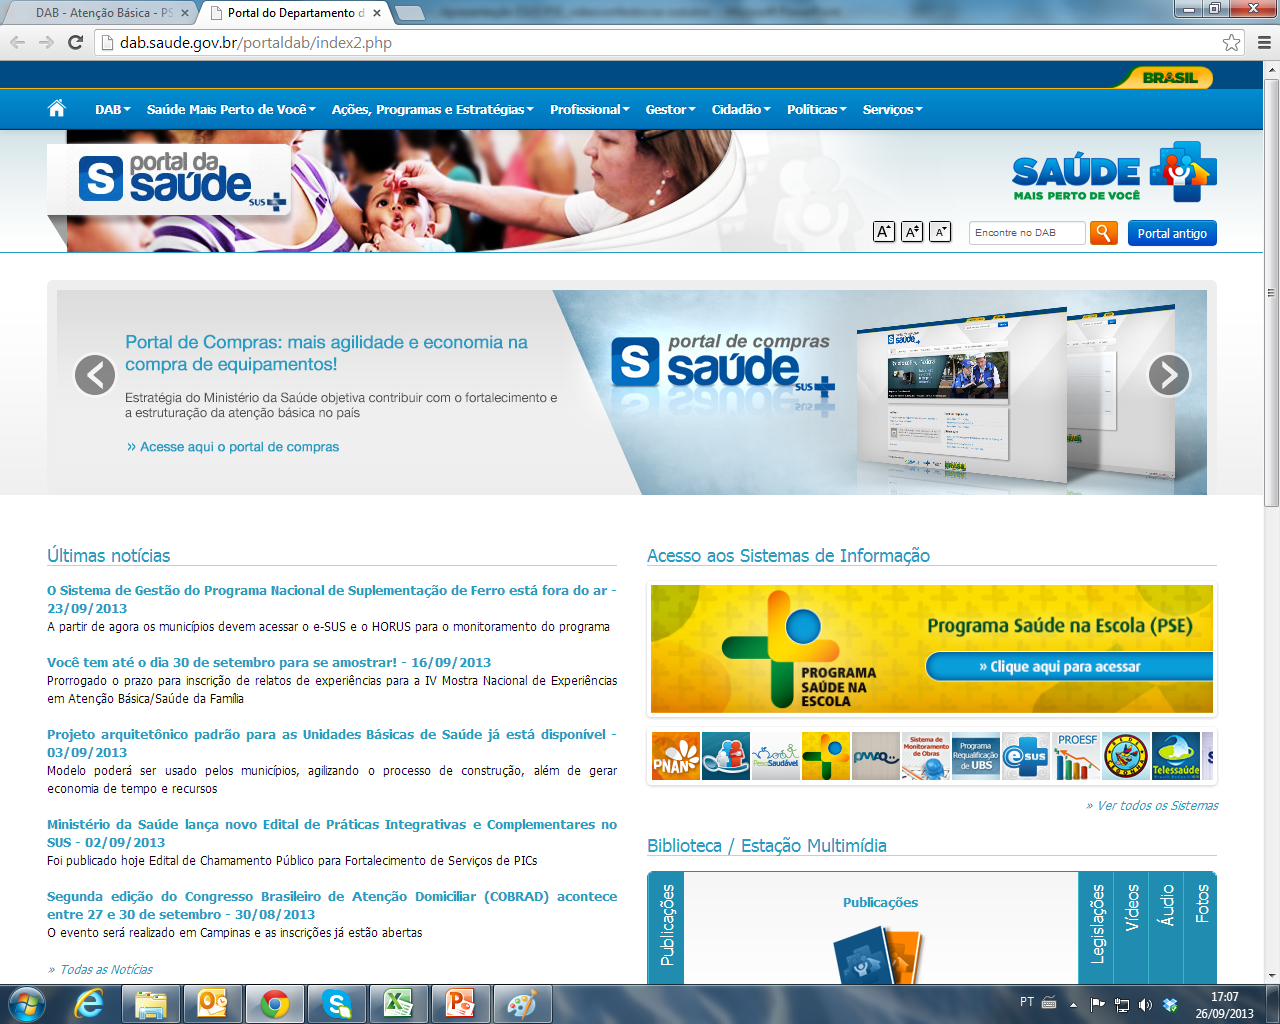 DAB - Atenção Básica - PS
Portal do Departamento d
dab.saude.gov.br/portaldab/index2.php
BRASIL
DAB
Saúde Mais Perto de Você
Ações, Programas e Estratégias
Profissional
Gestor
Cidadão
Políticas
Serviços
S portal da saúde SUS
SAÚDE
MAIS PERTO DE VOCÊ
A A A
Encontre no DAB
Portal antigo
Portal de Compras: mais agilidade e economia na
compra de equipamentos!
Estratégia do Ministério da Saúde objetiva contribuir com o fortalecimento e
a estruturação da atenção básica no país
» Acesse aqui o portal de compras
S portal de compras
saúde
SUS
Últimas notícias
O Sistema de Gestão do Programa Nacional de Suplementação de Ferro está fora do ar -
23/09/2013
A partir de agora os municípios devem acessar o e-SUS e o HORUS para o monitoramento do programa
Você tem até o dia 30 de setembro para se amostrar! - 16/09/2013
Prorrogado o prazo para inscrição de relatos de experiências para a IV Mostra Nacional de Experiências
em Atenção Básica/Saúde da Família
Projeto arquitetônico padrão para as Unidades Básicas de Saúde já está disponível -
03/09/2013
Modelo poderá ser usado pelos municípios, agilizando o processo de construção, além de gerar
economia de tempo e recursos
Ministério da Saúde lança novo Edital de Práticas Integrativas e Complementares no
SUS - 02/09/2013
Foi publicado hoje Edital de Chamamento Público para Fortalecimento de Serviços de PICs
Segunda edição do Congresso Brasileiro de Atenção Domiciliar (COBRAD) acontece
entre 27 e 30 de setembro - 30/08/2013
O evento será realizado em Campinas e as inscrições já estão abertas
» Todas as Notícias
Acesso aos Sistemas de Informação
PROGRAMA
SAÚDE NA
ESCOLA
Programa Saúde na Escola (PSE)
» Clique aqui para acessar
PNAN
Peso Saudável
pmaq
Sistema de
Monitoramento
de Obras
Programa
Requalificação
de UBS
e sus
PROESF
Telessaúde
» Ver todos os Sistemas
Biblioteca / Estação Multimídia
Publicações
Publicações
Legislações
Vídeos
Áudio
Fotos
PT
17:07
26/09/2013